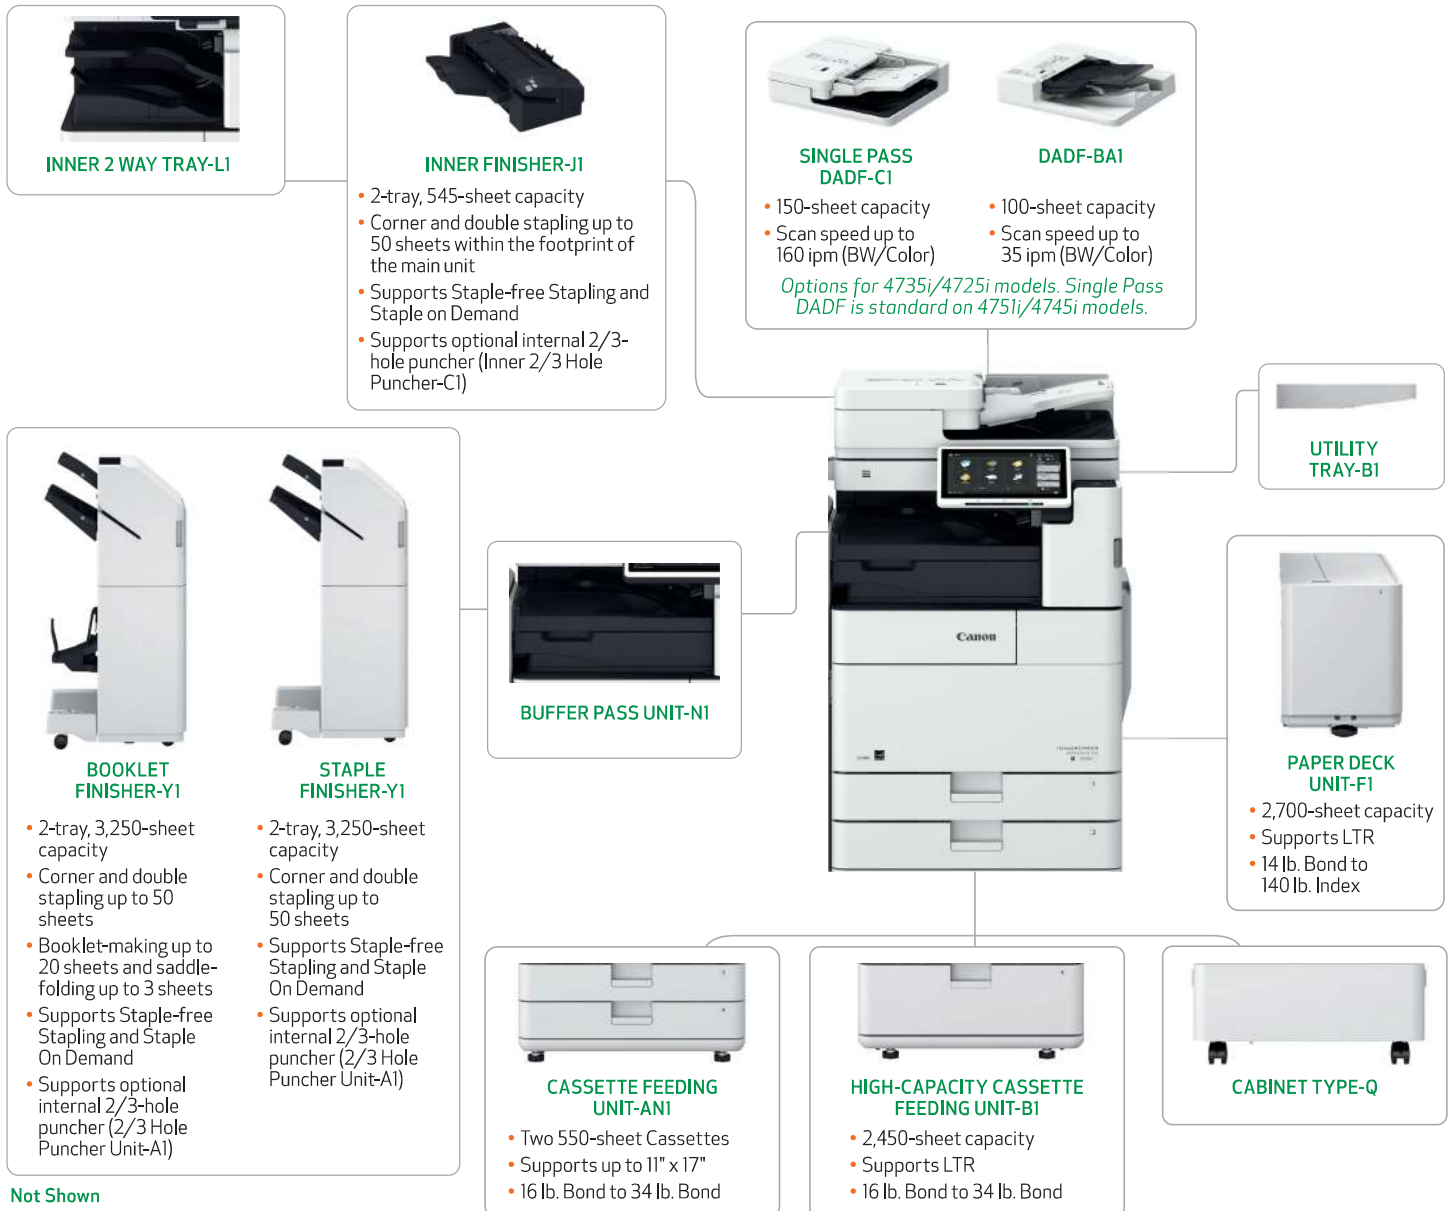 INNER 2 WAY TRAY-L1
INNER FINISHER-J1
• 2-tray, 545-sheet capacity
• Corner and double stapling up to
50 sheets within the footprint of
the main unit
• Supports Staple-free Stapling and
Staple on Demand
• Supports optional internal 2/3-
hole puncher (Inner 2/3 Hole
Puncher-C1)
SINGLE PASS
DADF-C1
• 150-sheet capacity
• Scan speed up to
160 ipm (BW/Color)
DADF-BA1
• 100-sheet capacity
• Scan speed up to
35 ipm (BW/Color)
Options for 4735i/4725i models. Single Pass
DADF is standard on 4751i/4745i models.
UTILITY
TRAY-B1
BOOKLET
FINISHER-Y1
• 2-tray, 3,250-sheet
capacity
• Corner and double
stapling up to 50
sheets
• Booklet-making up to
20 sheets and saddle-
folding up to 3 sheets
• Supports Staple-free
Stapling and Staple
On Demand
• Supports optional
internal 2/3-hole
puncher (2/3 Hole
Puncher Unit-A1)
STAPLE
FINISHER-Y1
• 2-tray, 3,250-sheet
capacity
• Corner and double
stapling up to
50 sheets
• Supports Staple-free
Stapling and Staple
On Demand
• Supports optional
internal 2/3-hole
puncher (2/3 Hole
Puncher Unit-A1)
BUFFER PASS UNIT-N1
Canon
PAPER DECK
UNIT-F1
• 2,700-sheet capacity
• Supports LTR
• 14 lb. Bond to
140 lb. Index
CASSETTE FEEDING
UNIT-AN1
• Two 550-sheet Cassettes
• Supports up to 11" x 17"
• 16 lb. Bond to 34 lb. Bond
HIGH-CAPACITY CASSETTE
FEEDING UNIT-B1
• 2,450-sheet capacity
• Supports LTR
• 16 lb. Bond to 34 lb. Bond
CABINET TYPE-Q
Not Shown